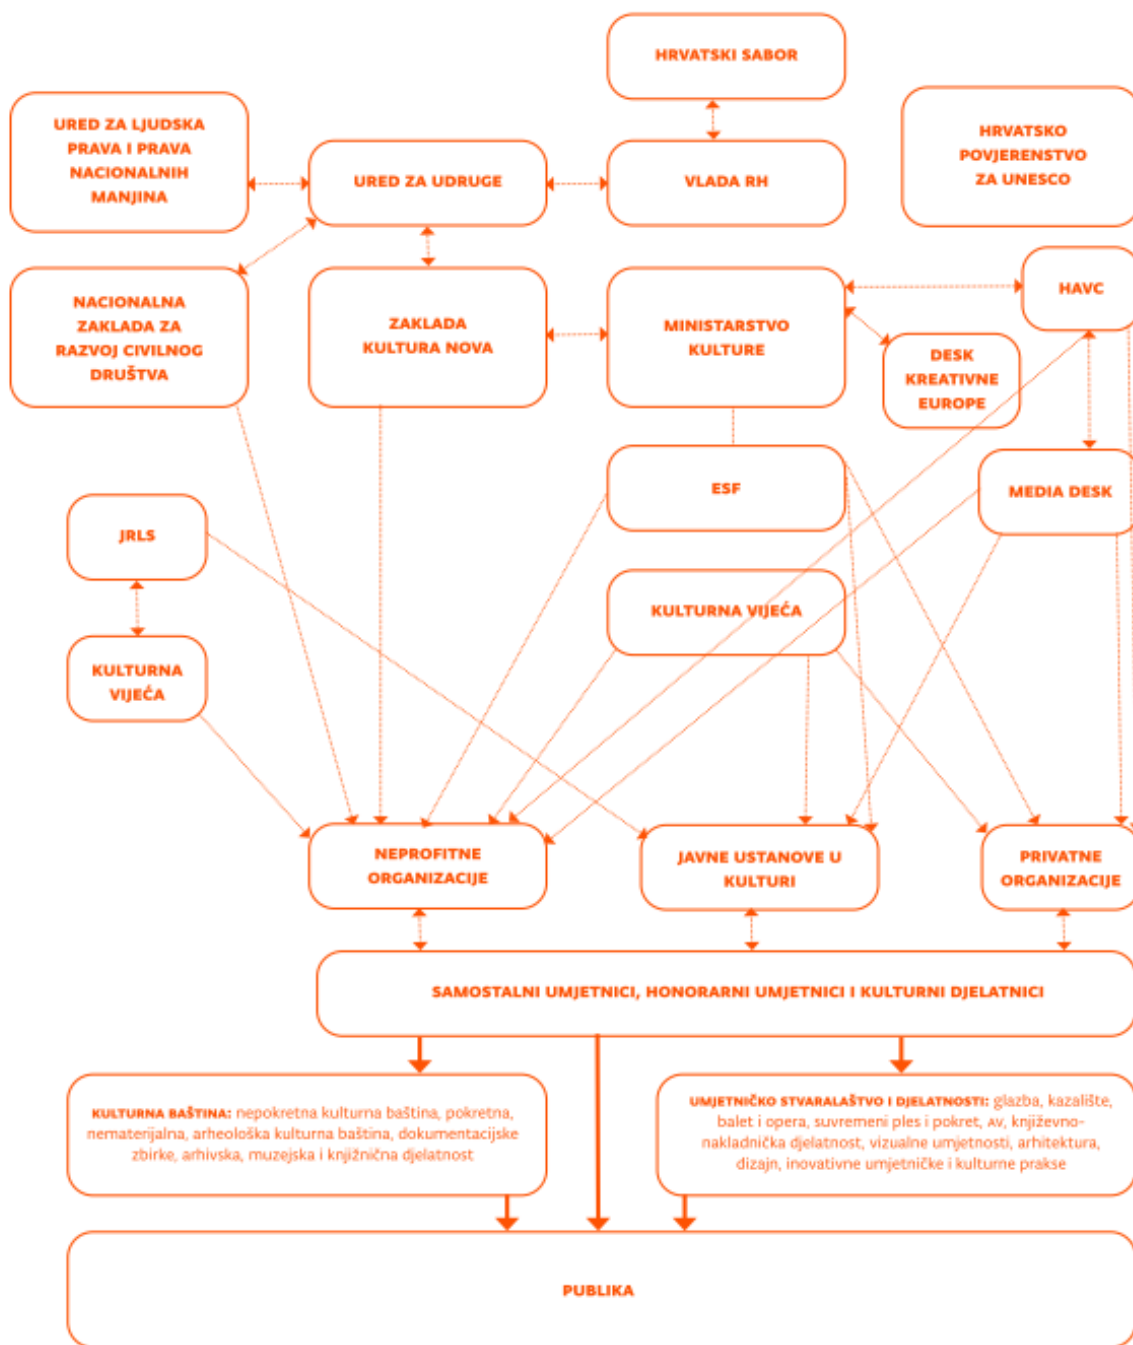 HRVATSKI SABOR
URED ZA LJUDSKA
PRAVA I PRAVA
NACIONALNIH
MANJINA
URED ZA UDRUGE
VLADA RH
HRVATSKO
POVJERENSTVO
ZA UNESCO
NACIONALNA
ZAKLADA ZA
RAZVOJ CIVILNOG
DRUŠTVA
ZAKLADA
KULTURA NOVA
MINISTARSTVO
KULTURE
HAVC
DESK
KREATIVNE
EUROPE
ESF
MEDIA DESK
JRLS
KULTURNA VIJEĆA
KULTURNA
VIJEĆA
NEPROFITNE
ORGANIZACIJE
JAVNE USTANOVE U
KULTURI
PRIVATNE
ORGANIZACIJE
SAMOSTALNI UMJETNICI, HONORARNI UMJETNICI I KULTURNI DJELATNICI
KULTURNA BAŠTINA: nepokretna kulturna baština, pokretna,
nematerijalna, arheološka kulturna baština, dokumentacijske
zbirke, arhivska, muzejska i knjižnična djelatnost
UMJETNIČKO STVARALAŠTVO I DJELATNOSTI: glazba, kazalište,
balet i opera, suvremeni ples i pokret, AV, književno-
nakladnička djelatnost, vizualne umjetnosti, arhitektura,
dizajn, inovativne umjetničke i kulturne prakse
PUBLIKA